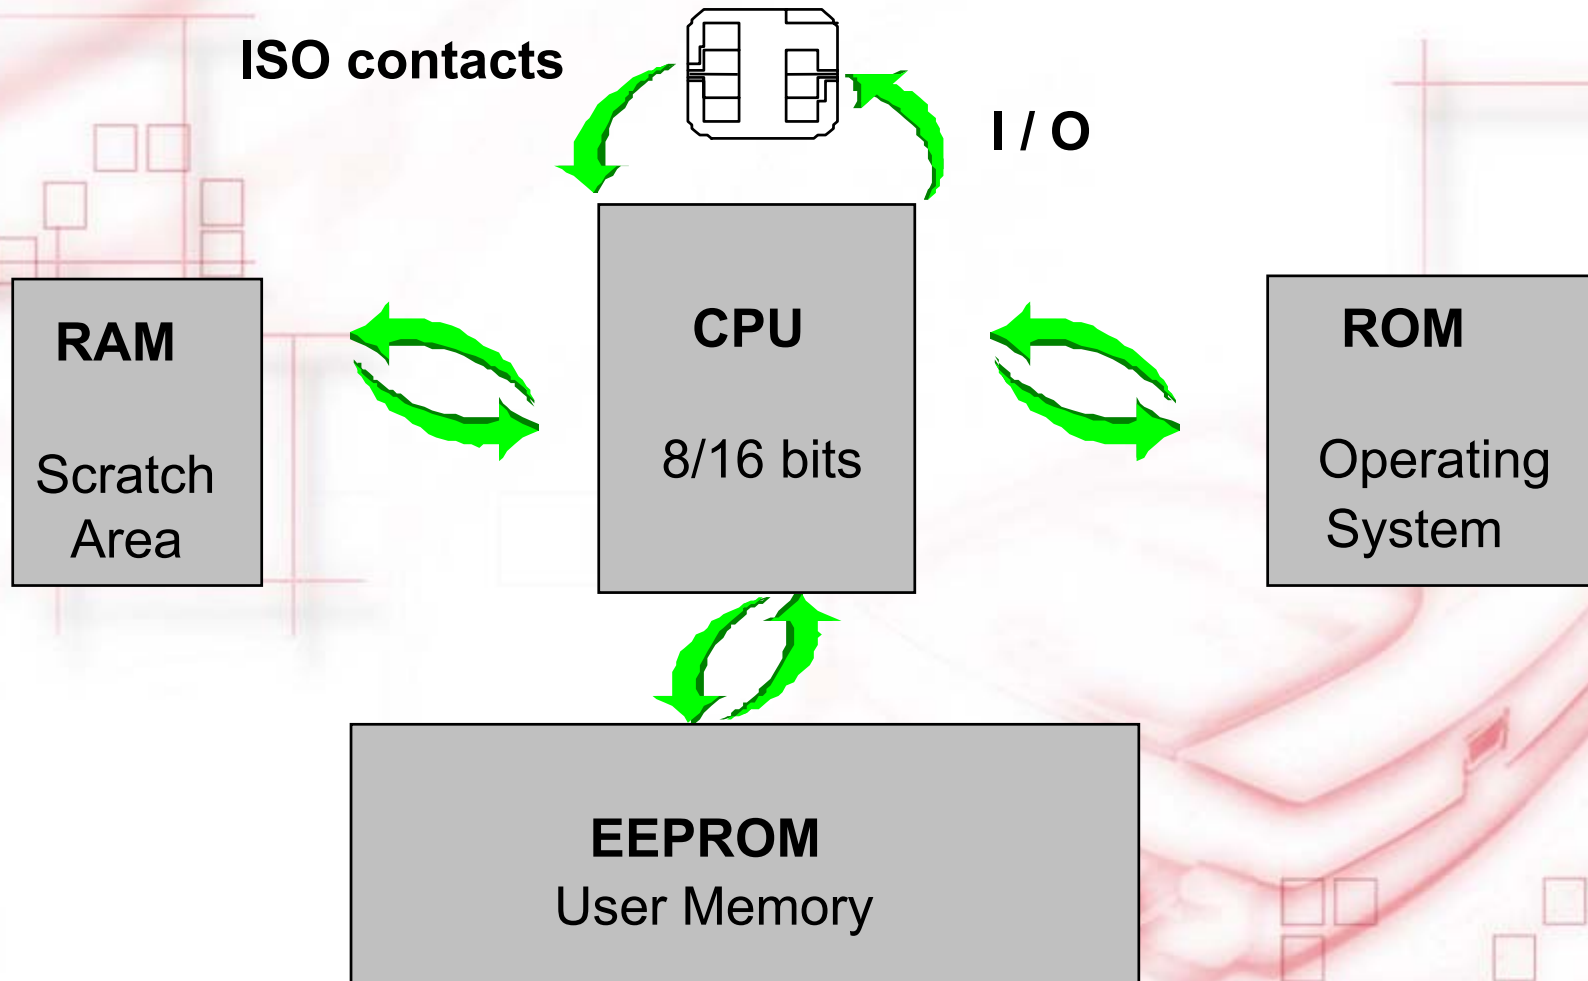 ISO contacts
I / O
RAM
Scratch
Area
CPU
8/16 bits
ROM
Operating
System
EEPROM
User Memory